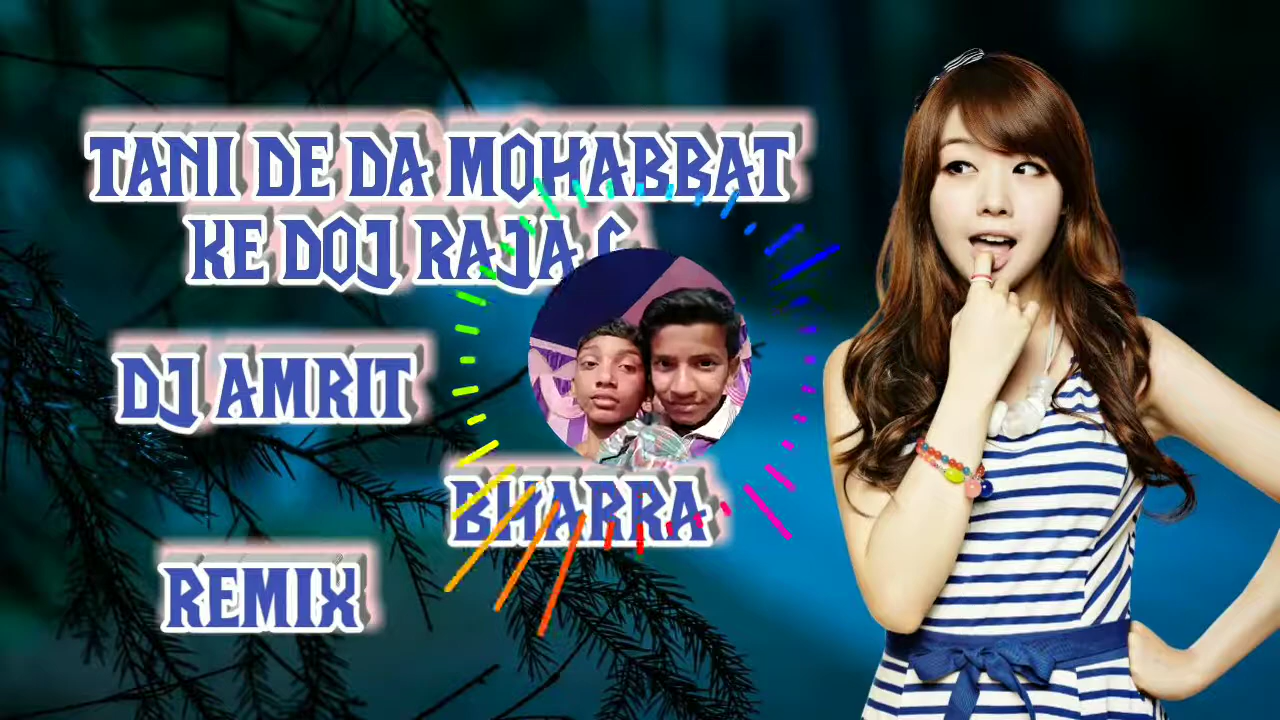 TANI DE DA MOHABBAT
KE DOJ RAJA
DJ AMRIT
BHARRA
REMIX